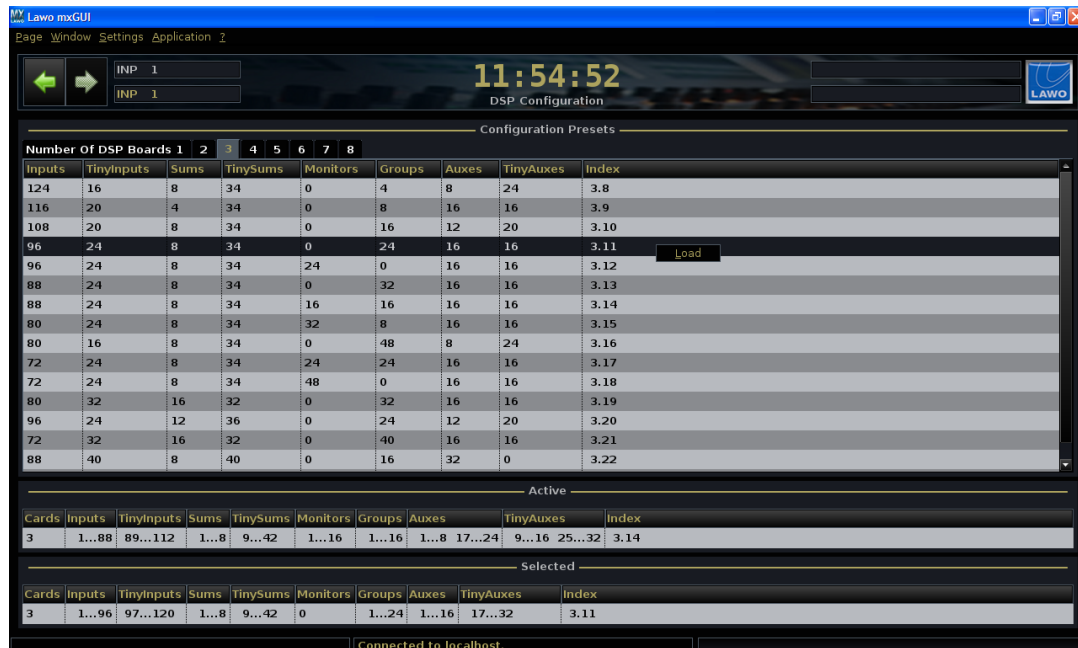 MX LAWO Lawo mxGUI
Page Window Settings Application ?
INP 1
INP 1
11:54:52
DSP Configuration
LAWO
Configuration Presets
Number Of DSP Boards 1 2 3 4 5 6 7 8
Inputs TinyInputs Sums TinySums Monitors Groups Auxes TinyAuxes Index
124 16 8 34 0 4 8 24 3.8
116 20 4 34 0 8 16 16 3.9
108 20 8 34 0 16 12 20 3.10
96 24 8 34 0 24 16 16 3.11
Load
96 24 8 34 24 0 16 16 3.12
88 24 8 34 0 32 16 16 3.13
88 24 8 34 16 16 16 16 3.14
80 24 8 34 32 8 16 16 3.15
80 16 8 34 0 48 8 24 3.16
72 24 8 34 24 24 16 16 3.17
72 24 8 34 48 0 16 16 3.18
80 32 16 32 0 32 16 16 3.19
96 24 12 36 0 24 12 20 3.20
72 32 16 32 0 40 16 16 3.21
88 40 8 40 0 16 32 0 3.22
Active
Cards Inputs TinyInputs Sums TinySums Monitors Groups Auxes TinyAuxes Index
3 1...88 89...112 1...8 9...42 1...16 1...16 1...8 17...24 9...16 25...32 3.14
Selected
Cards Inputs TinyInputs Sums TinySums Monitors Groups Auxes TinyAuxes Index
3 1...96 97...120 1...8 9...42 0 1...24 1...16 17...32 3.11
Connected to localhost.